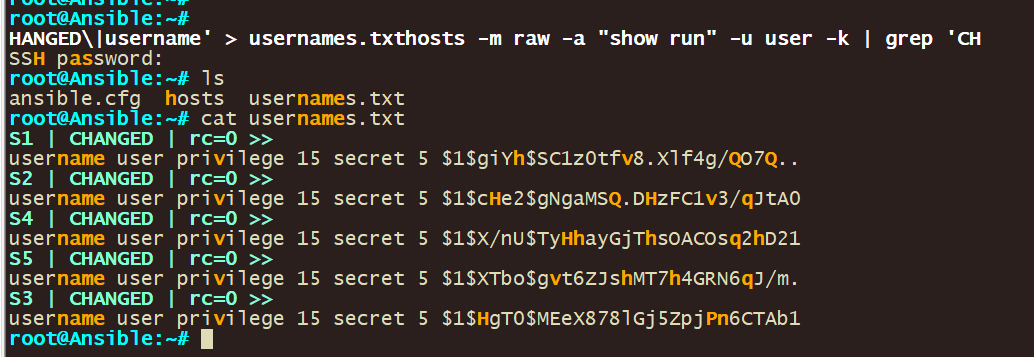 root@Ansible:~#
root@Ansible:~#
HANGED\|username' > usernames.txthosts -m raw -a "show run" -u user -k | grep 'CH
SSH password:
root@Ansible:~# ls
ansible.cfg  hosts  usernames.txt
root@Ansible:~# cat usernames.txt
S1 | CHANGED | rc=0 >>
username user privilege 15 secret 5 $1$giYh$SC1z0tfv8.Xlf4g/QO7Q..
S2 | CHANGED | rc=0 >>
username user privilege 15 secret 5 $1$cHe2$gNgaMSQ.DHzFC1v3/qJtA0
S4 | CHANGED | rc=0 >>
username user privilege 15 secret 5 $1$X/nU$TyHhayGjThsOACOsq2hD21
S5 | CHANGED | rc=0 >>
username user privilege 15 secret 5 $1$XTbo$gvt6ZJshMT7h4GRN6qJ/m.
S3 | CHANGED | rc=0 >>
username user privilege 15 secret 5 $1$HgT0$MEeX878lGj5ZpjPn6CTAb1
root@Ansible:~#